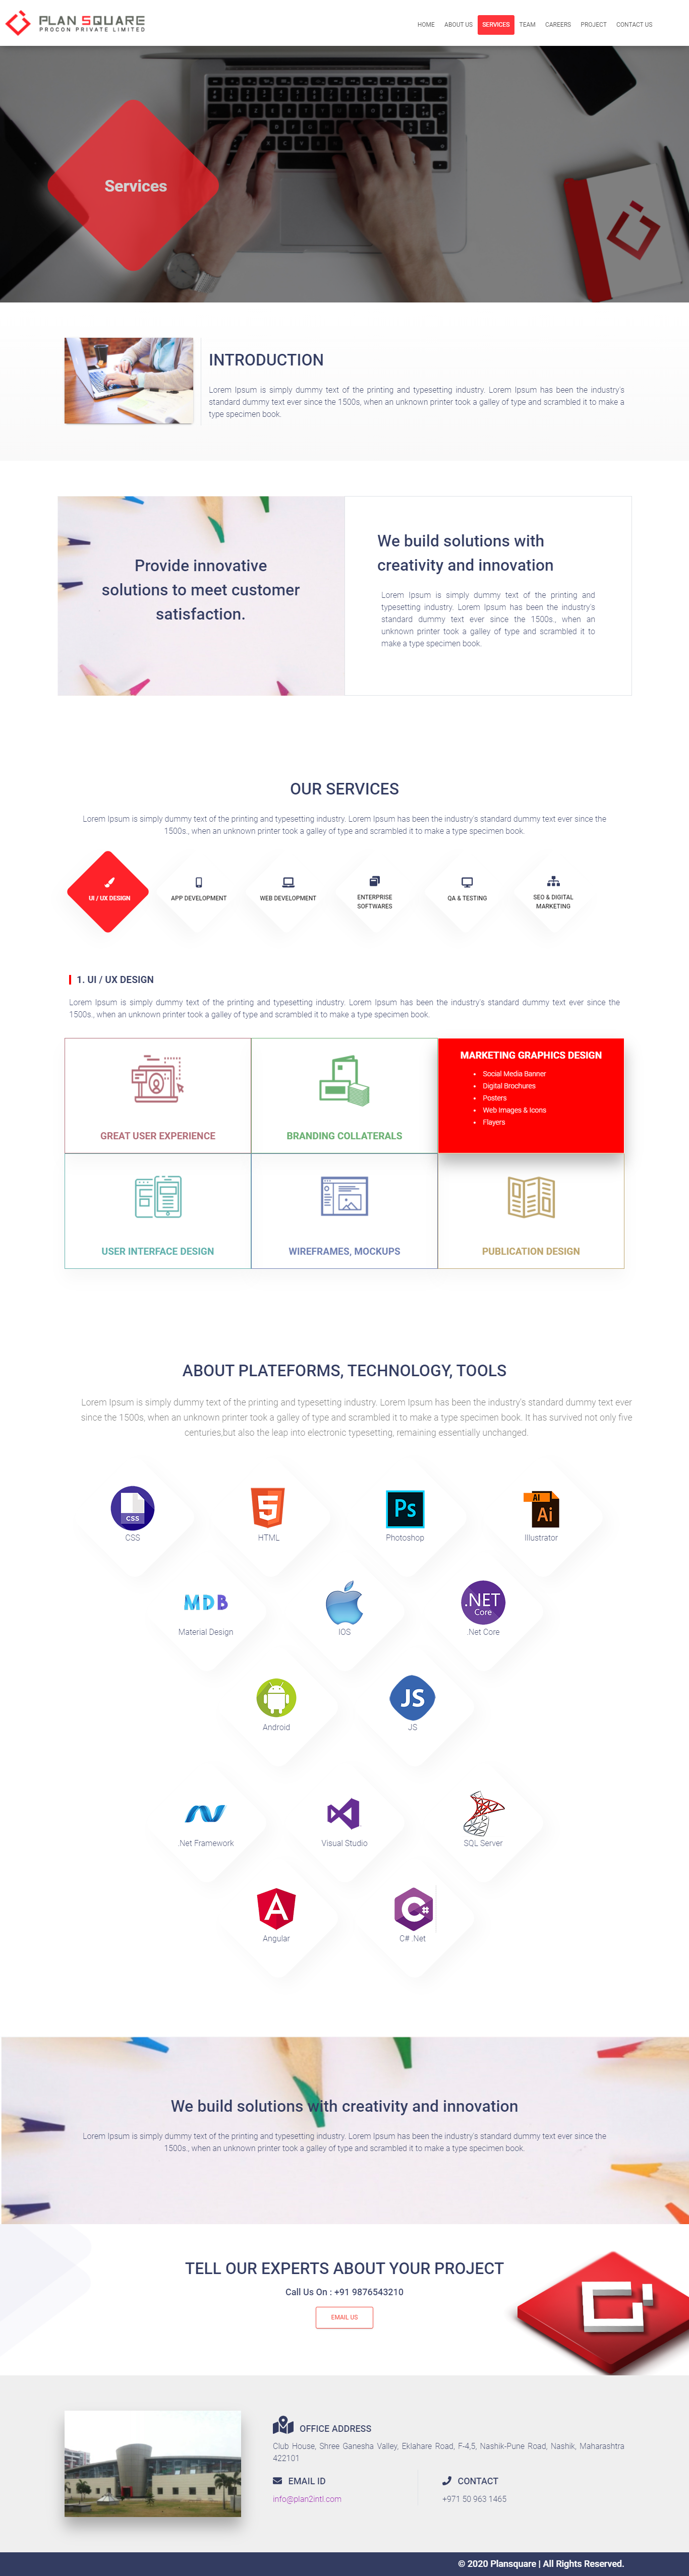 PLAN SQUARE
PROCON PRIVATE LIMITED
HOME ABOUT US SERVICES TEAM CAREERS PROJECT CONTACT US
Services
INTRODUCTION
Lorem Ipsum is simply dummy text of the printing and typesetting industry. Lorem Ipsum has been the industry's
standard dummy text ever since the 1500s, when an unknown printer took a galley of type and scrambled it to make a
type specimen book.
Provide innovative
solutions to meet customer
satisfaction.
We build solutions with
creativity and innovation
Lorem Ipsum is simply dummy text of the printing and
typesetting industry. Lorem Ipsum has been the industry's
standard dummy text ever since the 1500s., when an
unknown printer took a galley of type and scrambled it to
make a type specimen book.
OUR SERVICES
Lorem Ipsum is simply dummy text of the printing and typesetting industry. Lorem Ipsum has been the industry's standard dummy text ever since the
1500s., when an unknown printer took a galley of type and scrambled it to make a type specimen book.
UI / UX DESIGN
APP DEVELOPMENT
WEB DEVELOPMENT
ENTERPRISE
SOFTWARES
QA & TESTING
SEO & DIGITAL
MARKETING
1. UI / UX DESIGN
Lorem Ipsum is simply dummy text of the printing and typesetting industry. Lorem Ipsum has been the industry's standard dummy text ever since the
1500s., when an unknown printer took a galley of type and scrambled it to make a type specimen book.
GREAT USER EXPERIENCE
BRANDING COLLATERALS
MARKETING GRAPHICS DESIGN
• Social Media Banner
• Digital Brochures
• Posters
• Web Images & Icons
• Flayers
USER INTERFACE DESIGN
WIREFRAMES, MOCKUPS
PUBLICATION DESIGN
ABOUT PLATEFORMS, TECHNOLOGY, TOOLS
Lorem Ipsum is simply dummy text of the printing and typesetting industry. Lorem Ipsum has been the industry's standard dummy text ever
since the 1500s, when an unknown printer took a galley of type and scrambled it to make a type specimen book. It has survived not only five
centuries,but also the leap into electronic typesetting, remaining essentially unchanged.
CSS
CSS
5
HTML
Ps
Photoshop
AI
Ai
Illustrator
MDB
Material Design
IOS
.NET
Core
.Net Core
Android
JS
JS
.Net Framework
Visual Studio
SQL Server
A
Angular
C#
C# .Net
We build solutions with creativity and innovation
Lorem Ipsum is simply dummy text of the printing and typesetting industry. Lorem Ipsum has been the industry's standard dummy text ever since the
1500s., when an unknown printer took a galley of type and scrambled it to make a type specimen book.
TELL OUR EXPERTS ABOUT YOUR PROJECT
Call Us On : +91 9876543210
EMAIL US
OFFICE ADDRESS
Club House, Shree Ganesha Valley, Eklahare Road, F-4,5, Nashik-Pune Road, Nashik, Maharashtra
422101
EMAIL ID
info@plan2intl.com
CONTACT
+971 50 963 1465
© 2020 Plansquare | All Rights Reserved.